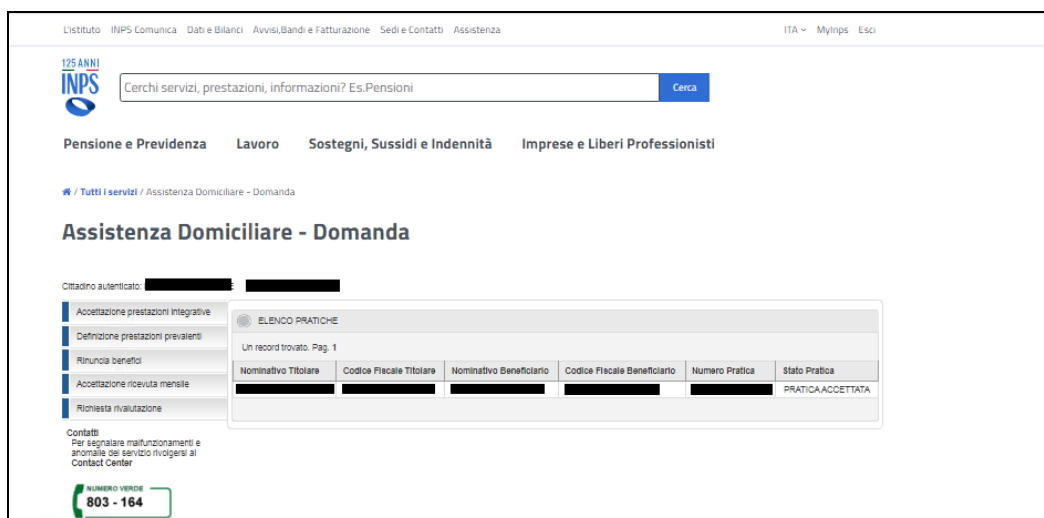 L'istituto INPS Comunica Dati e Bilanci Avvisi,Bandi e Fatturazione Sedi e Contatti Assistenza ITA MyInps Esci
125 ANNI
INPS
Cerchi servizi, prestazioni, informazioni? Es.Pensioni Cerca
Pensione e Previdenza Lavoro Sostegni, Sussidi e Indennità Imprese e Liberi Professionisti
/ Tutti i servizi / Assistenza Domiciliare - Domanda
Assistenza Domiciliare - Domanda
Cittadino autenticato:
Accettazione prestazioni integrative
Definizione prestazioni prevalenti
Rinuncia benefici
Accettazione ricevuta mensile
Richiesta rivalutazione
ELENCO PRATICHE
Un record trovato. Pag. 1
Nominativo Titolare Codice Fiscale Titolare Nominativo Beneficiario Codice Fiscale Beneficiario Numero Pratica Stato Pratica
PRATICA ACCETTATA
Contatti
Per segnalare malfunzionamenti e
anomalie del servizio rivolgersi al
Contact Center
NUMERO VERDE
803 - 164